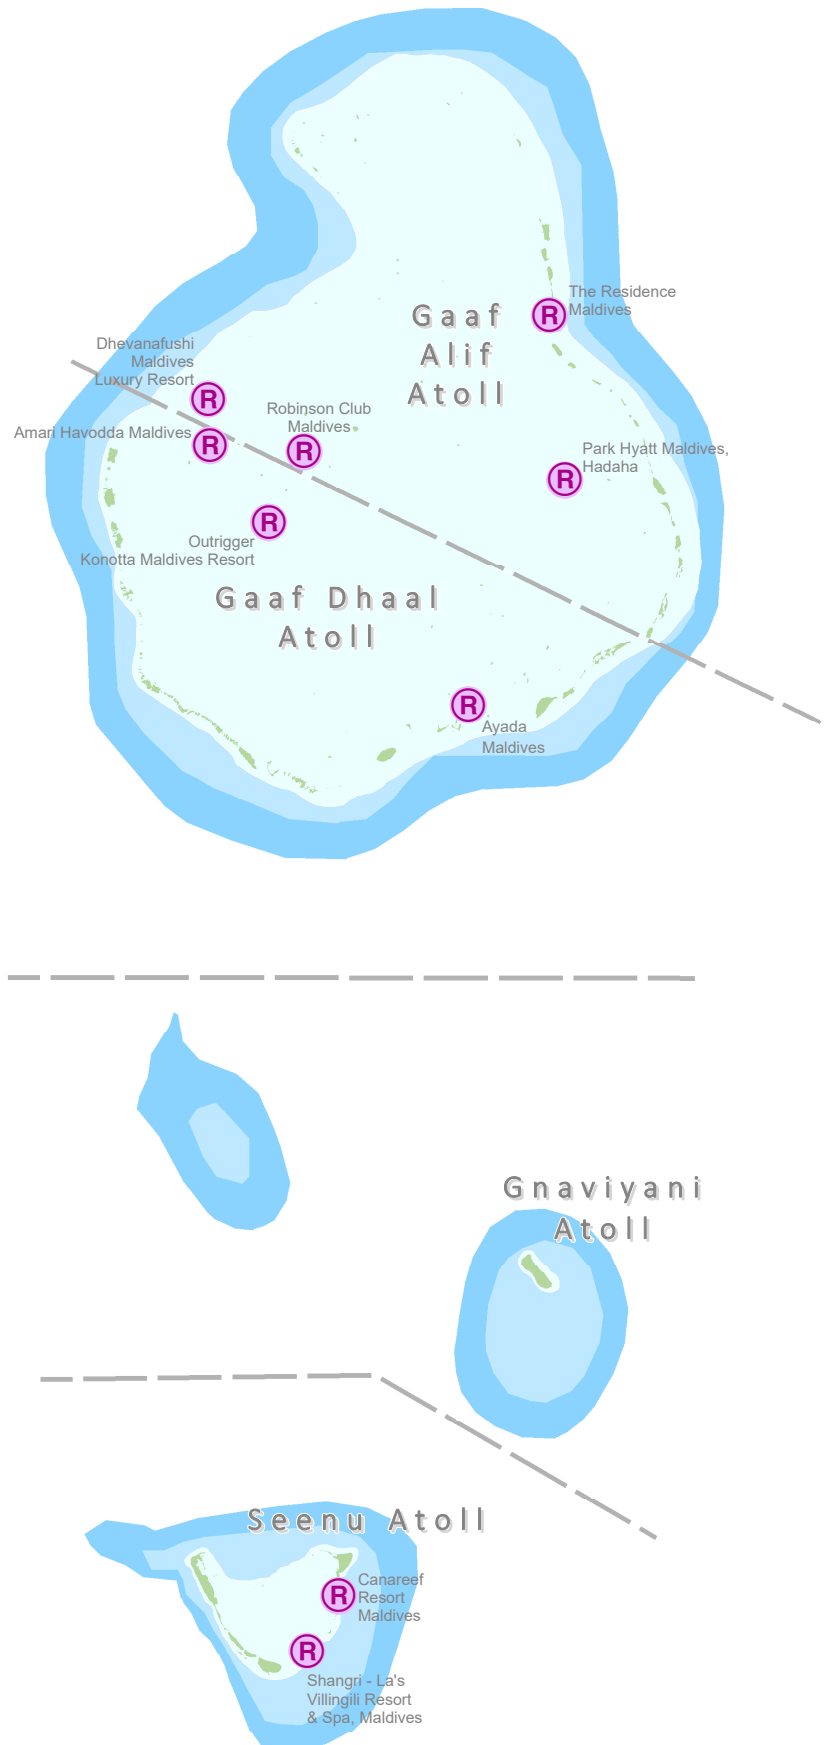 The Residence
Maldives
R
Gaaf
Alif
Atoll
Dhevanafushi
Maldives
Luxury Resort
R
Robinson Club
Maldives
R
Amari Havodda Maldives
R
Park Hyatt Maldives,
Hadaha
R
R
Outrigger
Konotta Maldives Resort
Gaaf Dhaal
Atoll
R
Ayada
Maldives
Gnaviyani
Atoll
Seenu Atoll
Canareef
Resort
Maldives
R
R
Shangri - La's
Villingili Resort
& Spa, Maldives